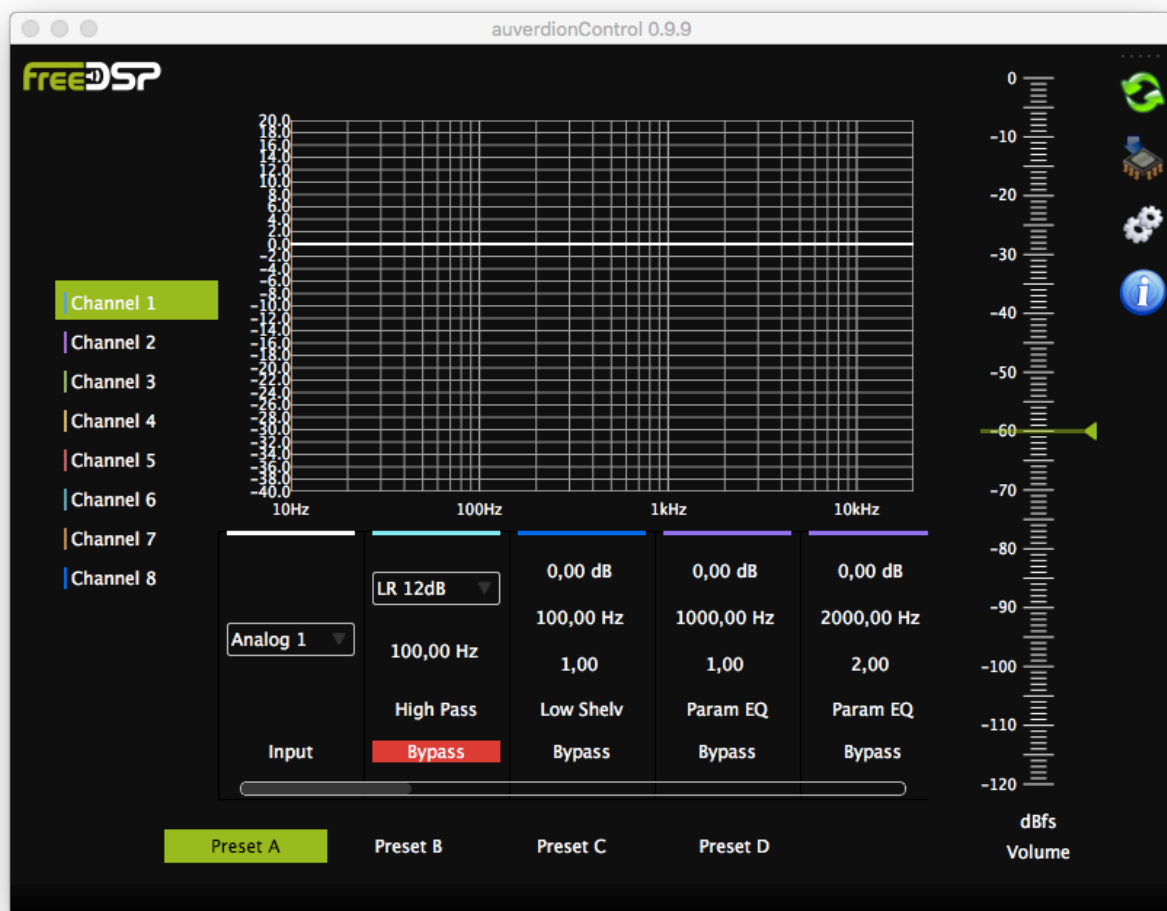 auverdionControl 0.9.9
freeDSP
20.0
18.0
16.0
14.0
12.0
10.0
8.0
6.0
4.0
2.0
0.0
-2.0
-4.0
-6.0
-8.0
-10.0
-12.0
-14.0
-16.0
-18.0
-20.0
-22.0
-24.0
-26.0
-28.0
-30.0
-32.0
-34.0
-36.0
-38.0
-40.0
10Hz 100Hz 1kHz 10kHz
Channel 1
Channel 2
Channel 3
Channel 4
Channel 5
Channel 6
Channel 7
Channel 8
Analog 1
Input
LR 12dB
100,00 Hz
High Pass
Bypass
0,00 dB
100,00 Hz
1,00
Low Shelv
Bypass
0,00 dB
1000,00 Hz
1,00
Param EQ
Bypass
0,00 dB
2000,00 Hz
2,00
Param EQ
Bypass
Preset A Preset B Preset C Preset D
0
-10
-20
-30
-40
-50
-60
-70
-80
-90
-100
-110
-120
dBfs
Volume